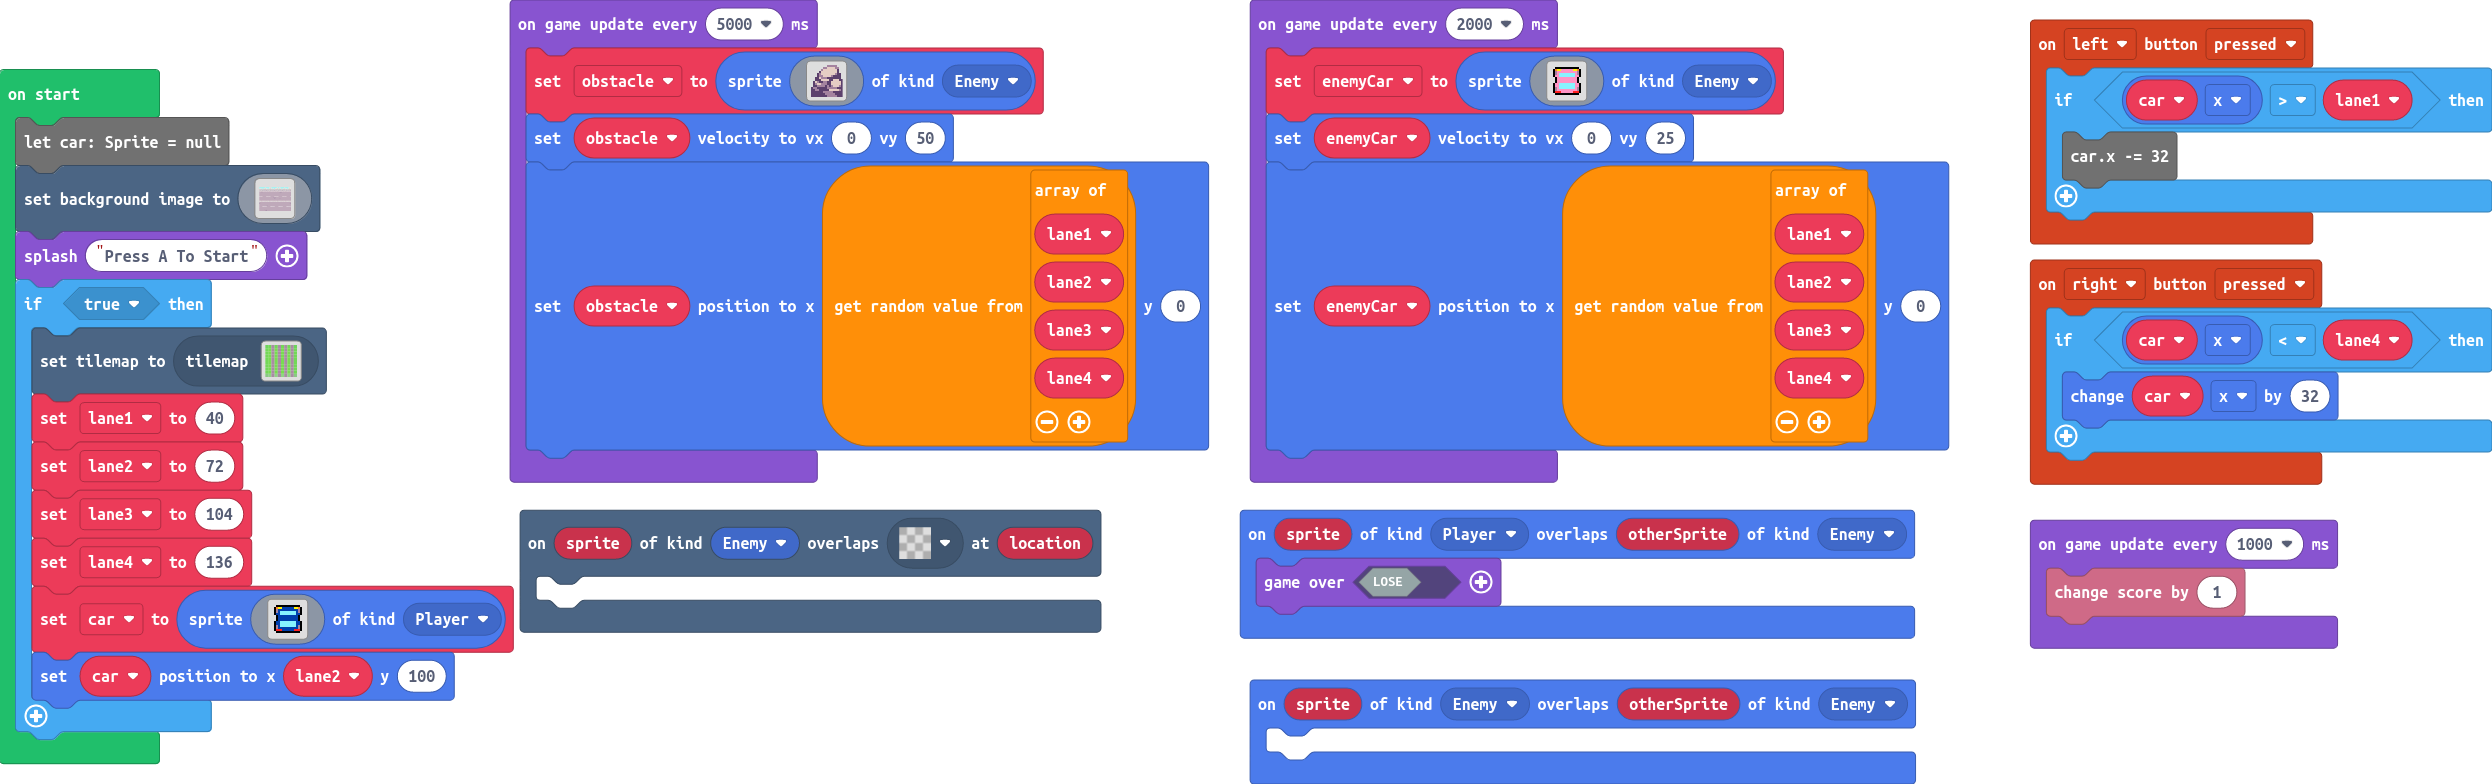 on start
let car: Sprite = null
set background image to
splash "Press A To Start"
if true then
set tilemap to tilemap
set lane1 to 40
set lane2 to 72
set lane3 to 104
set lane4 to 136
set car to sprite of kind Player
set car position to x lane2 y 100
on game update every 5000 ms
set obstacle to sprite of kind Enemy
set obstacle velocity to vx 0 vy 50
set obstacle position to x get random value from array of lane1 lane2 lane3 lane4 y 0
on sprite of kind Enemy overlaps at location
on game update every 2000 ms
set enemyCar to sprite of kind Enemy
set enemyCar velocity to vx 0 vy 25
set enemyCar position to x get random value from array of lane1 lane2 lane3 lane4 y 0
on sprite of kind Player overlaps otherSprite of kind Enemy
game over LOSE
on sprite of kind Enemy overlaps otherSprite of kind Enemy
on left button pressed
if car x > lane1 then
car.x -= 32
on right button pressed
if car x < lane4 then
change car x by 32
on game update every 1000 ms
change score by 1